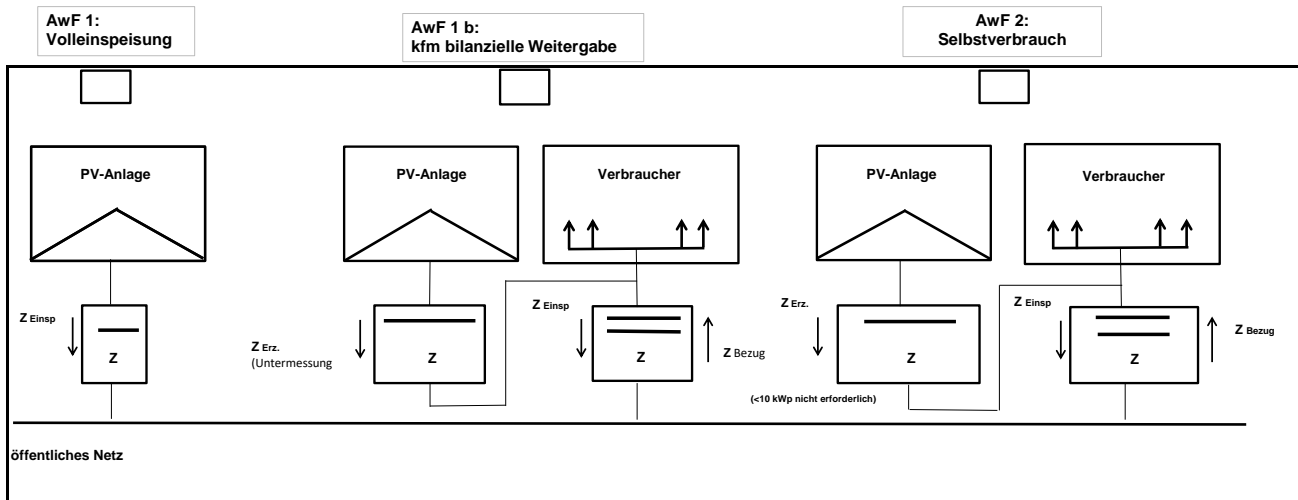 AwF 1:
Volleinspeisung
AwF 1 b:
kfm bilanzielle Weitergabe
AwF 2:
Selbstverbrauch
PV-Anlage
PV-Anlage
Verbraucher
PV-Anlage
Verbraucher
Z Einsp
Z
Z Erz.
(Untermessung
Z
Z Einsp
Z
Z Bezug
Z Erz.
Z
(<10 kWp nicht erforderlich)
Z Einsp
Z
Z Bezug
öffentliches Netz